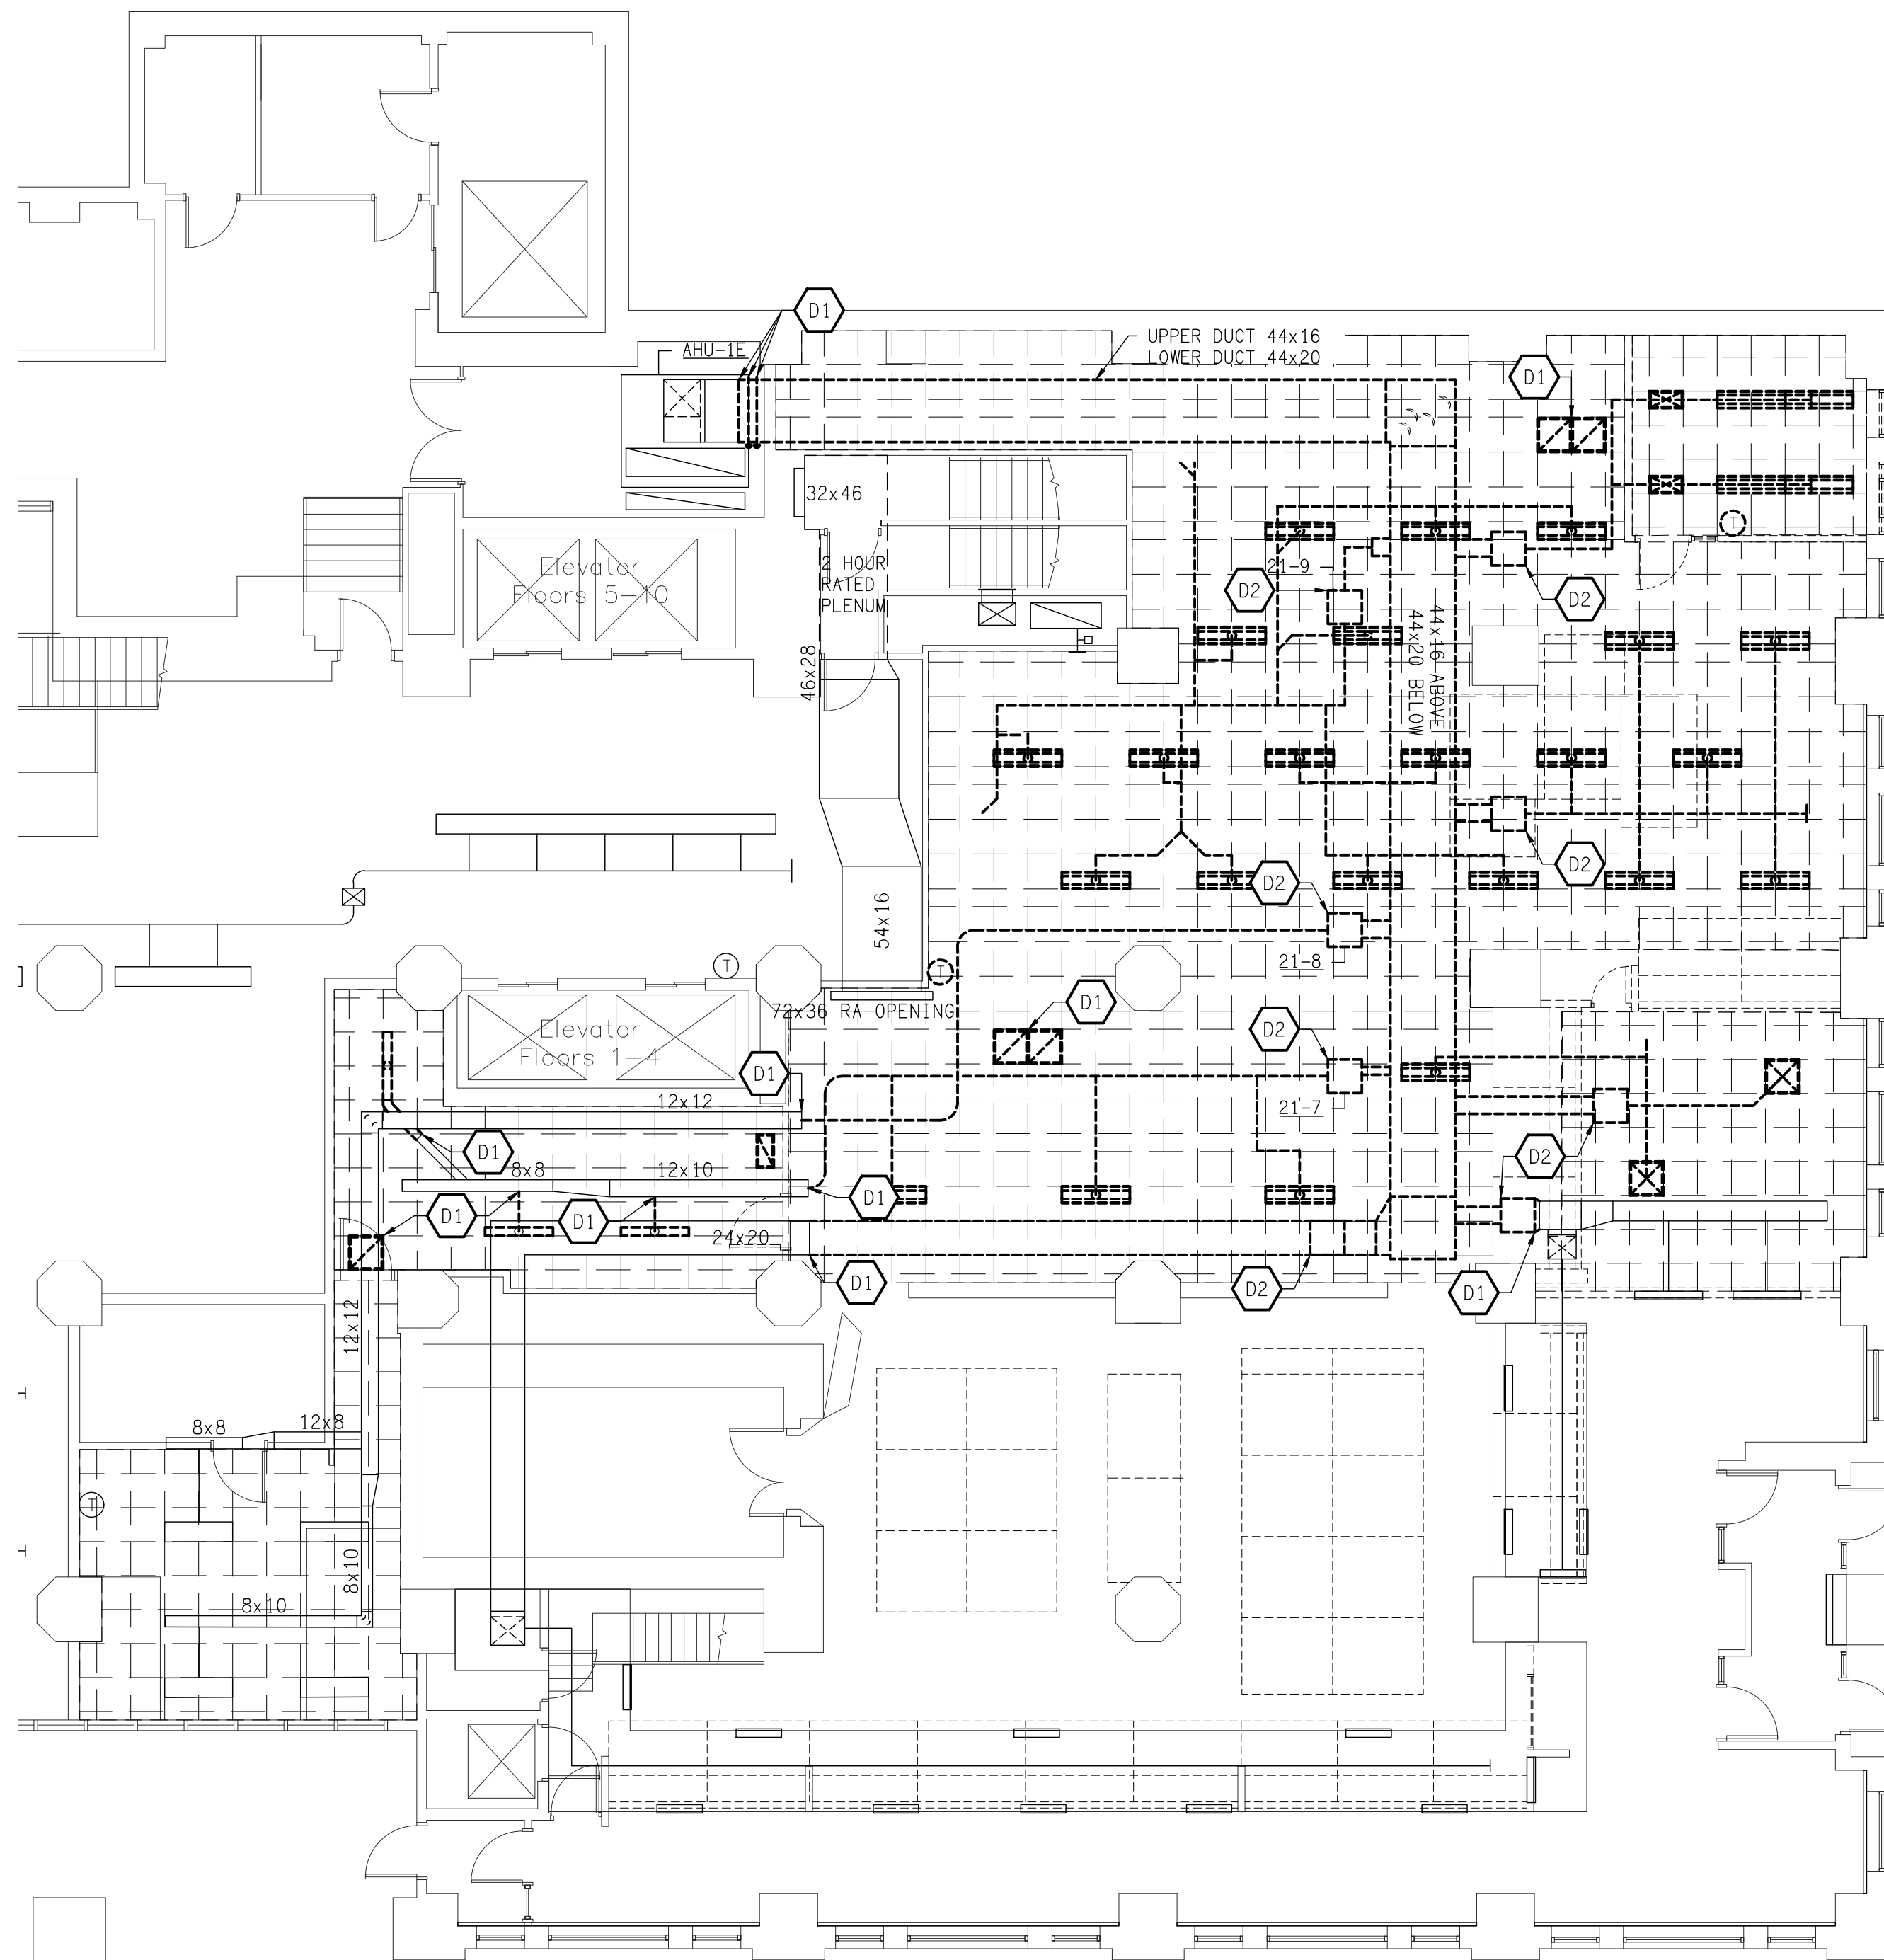 D1
AHU-1E
UPPER DUCT 44x16
LOWER DUCT 44x20
D1
32x46
Elevator
Floors 5-10
2 HOUR
RATED
PLENUM
21-9
D2
D2
T
44x16 ABOVE
44x20 BELOW
46x28
D2
D2
54x16
21-8
T
T
72x36 RA OPENING
D1
D2
Elevator
Floors 1-4
D1
12x12
21-7
D1
8x8
12x10
D2
D1
D1
D1
24x20
D1
D2
D1
12x12
8x8
12x8
T
8x10
8x10